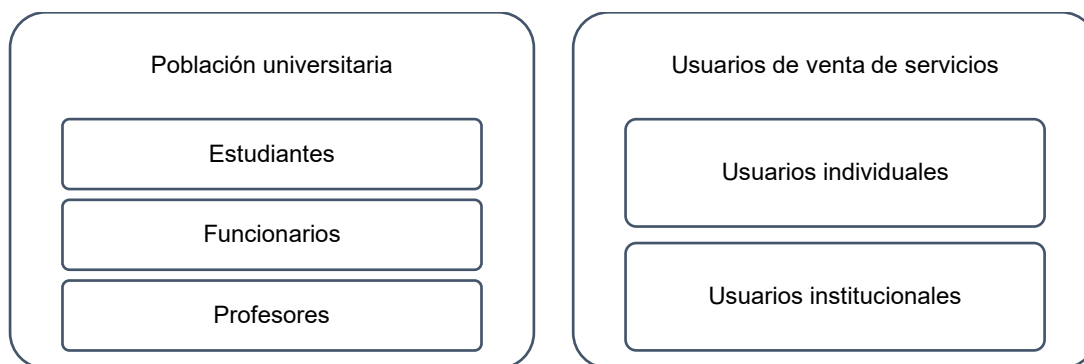 Población universitaria
Estudiantes
Funcionarios
Profesores
Usuarios de venta de servicios
Usuarios individuales
Usuarios institucionales